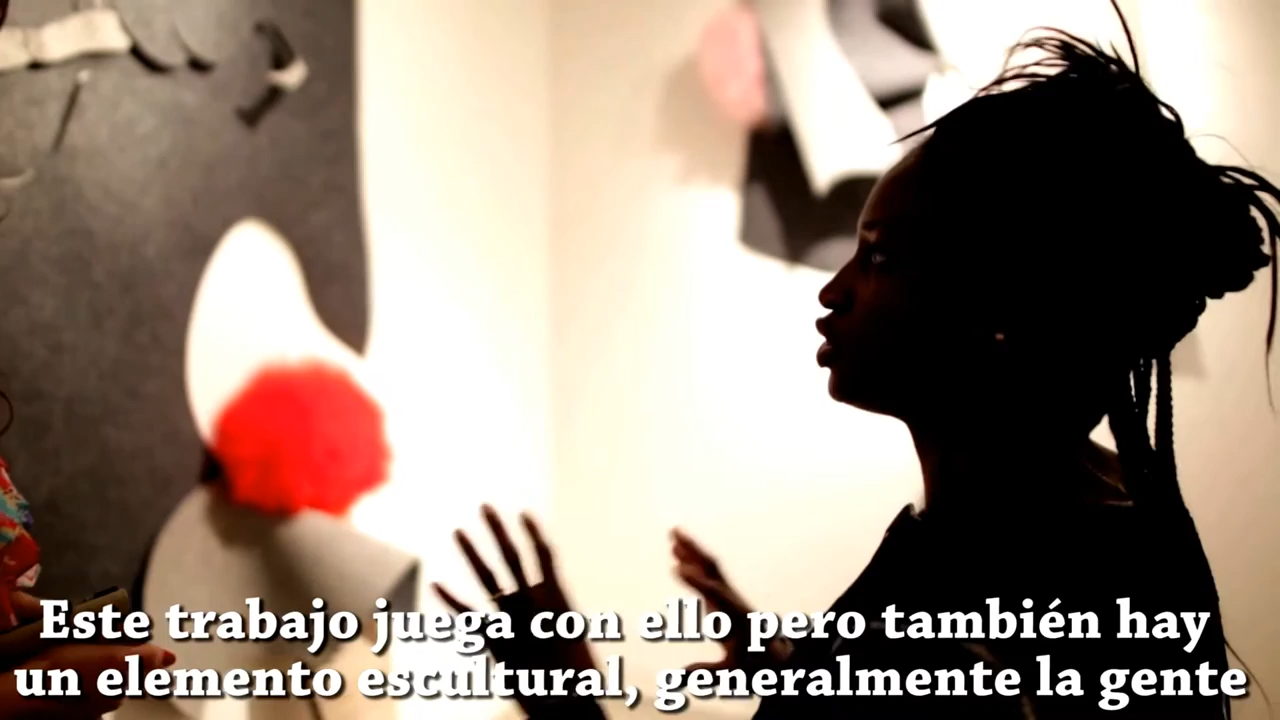 Este trabajo juega con ello pero también hay
un elemento escultural, generalmente la gente